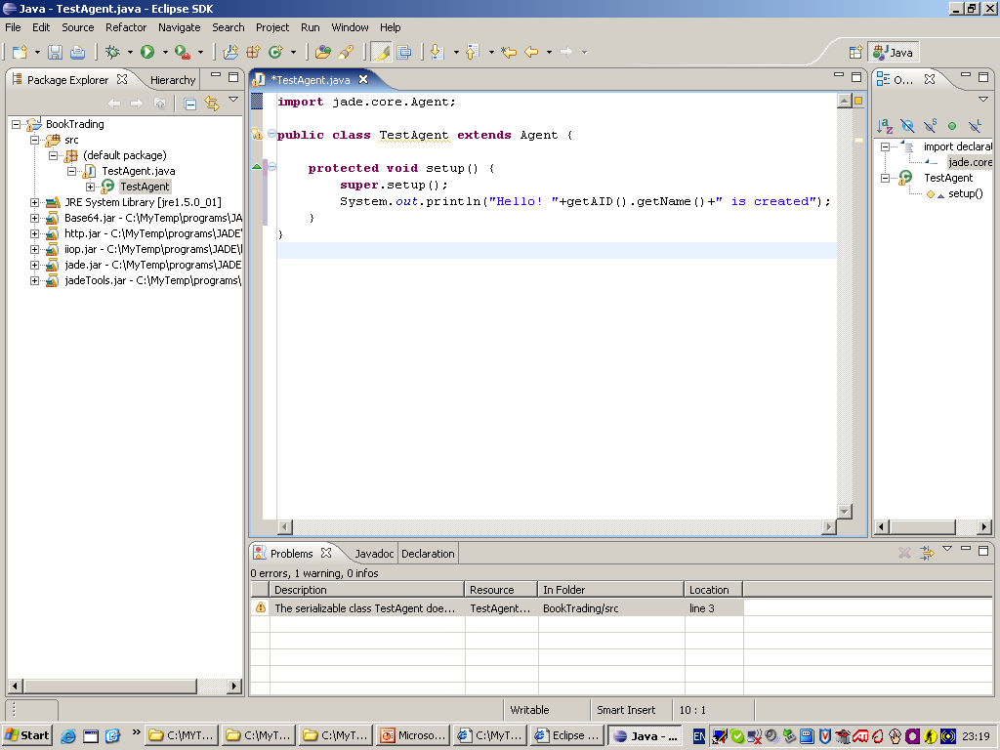 Java - TestAgent.java - Eclipse SDK
File Edit Source Refactor Navigate Search Project Run Window Help
Java
Package Explorer Hierarchy
*TestAgent.java
O...
BookTrading
src
(default package)
TestAgent.java
TestAgent
JRE System Library [jre1.5.0_01]
Base64.jar - C:\MyTemp\programs\JA
http.jar - C:\MyTemp\programs\JADE
iiop.jar - C:\MyTemp\programs\JADE\
jade.jar - C:\MyTemp\programs\JADE
jadeTools.jar - C:\MyTemp\programs\
import jade.core.Agent;
public class TestAgent extends Agent {
protected void setup() {
super.setup();
System.out.println("Hello! "+getAID().getName()+" is created");
}
}
import declara
jade.core
TestAgent
setup()
Problems Javadoc Declaration
0 errors, 1 warning, 0 infos
Description Resource In Folder Location
The serializable class TestAgent doe... TestAgent... BookTrading/src line 3
Writable Smart Insert 10 : 1
Start C:\MYT... C:\MyT... C:\MyT... Microso... C:\MyT... Eclipse ... Java - ... EN 23:19